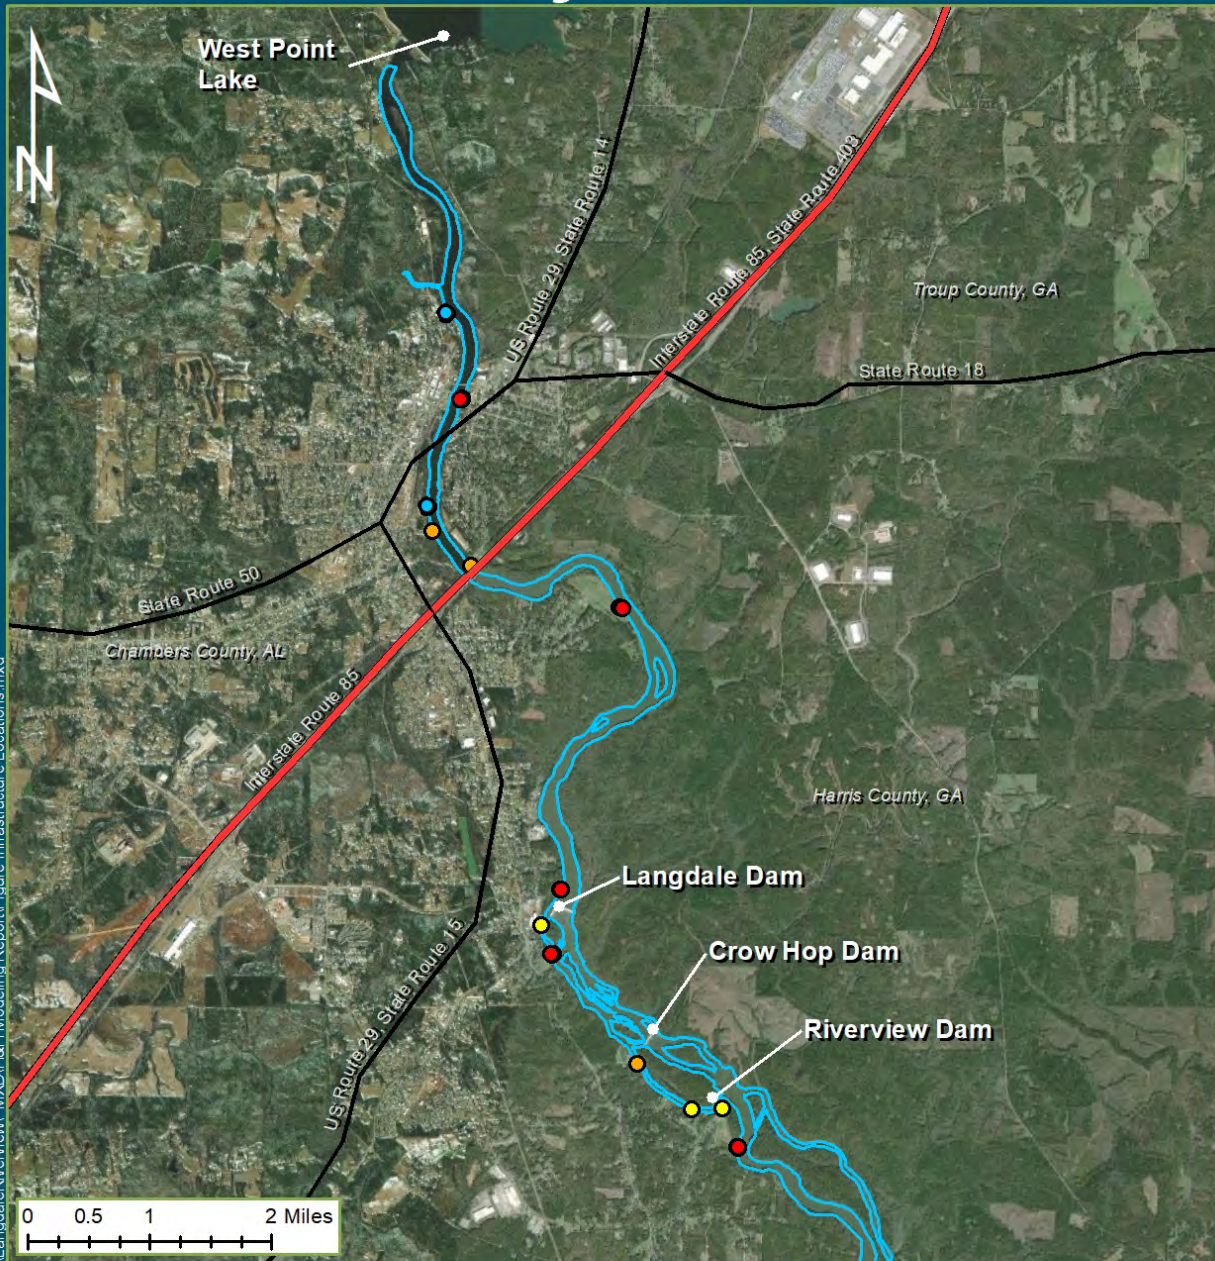 West Point
Lake
N
US Route 29, State Route 14
Interstate Route 85, State Route 403
Troup County, GA
State Route 18
State Route 50
Chambers County, AL
Interstate Route 85
Harris County, GA
Langdale Dam
Crow Hop Dam
Riverview Dam
US Route 29, State Route 15
0 0.5 1 2 Miles